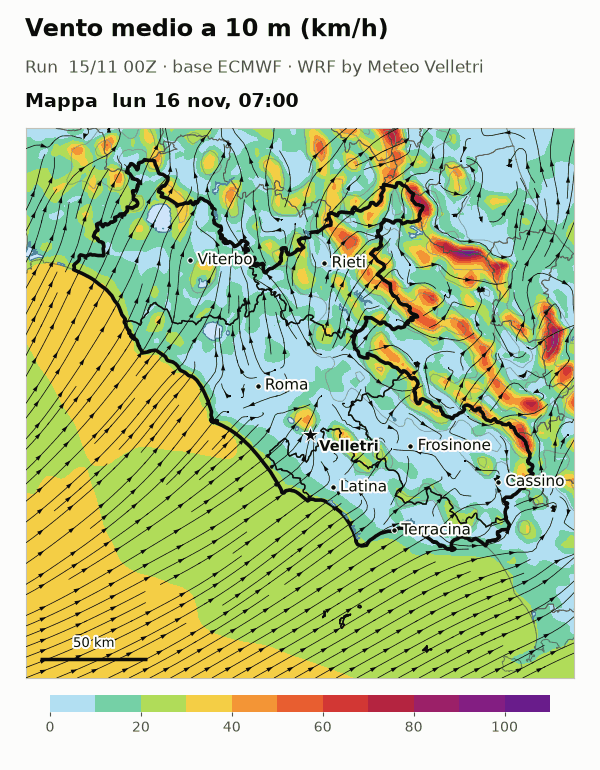 Vento medio a 10 m (km/h)
Run  15/11 00Z · base ECMWF · WRF by Meteo Velletri
Mappa  lun 16 nov, 07:00
Viterbo
Rieti
Roma
Velletri
Frosinone
Latina
Cassino
Terracina
50 km
0 20 40 60 80 100